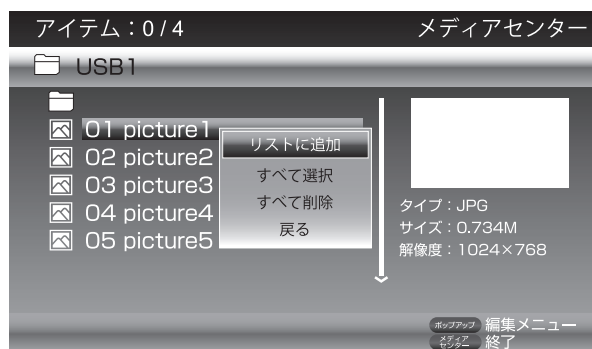 アイテム：0/4 メディアセンター
USB1
01 picture1
02 picture2
03 picture3
04 picture4
05 picture5
リストに追加
すべて選択
すべて削除
戻る
タイプ：JPG
サイズ：0.734M
解像度：1024×768
ポップアップ 編集メニュー
メディアセンター 終了